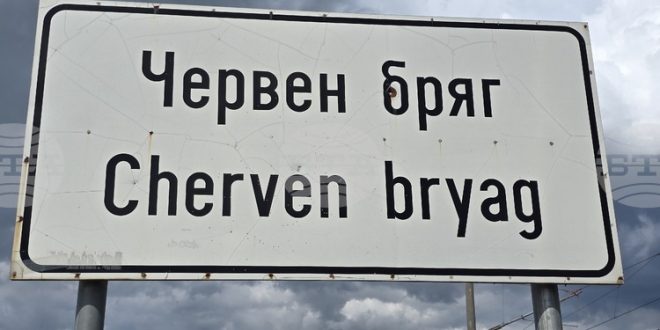 Червен бряг
Cherven bryag